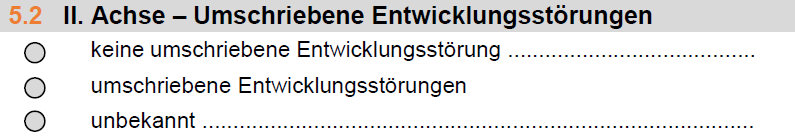 5.2 II. Achse – Umschriebene Entwicklungsstörungen
keine umschriebene Entwicklungsstörung ........................................
umschriebene Entwicklungsstörungen
unbekannt .........................................................................................